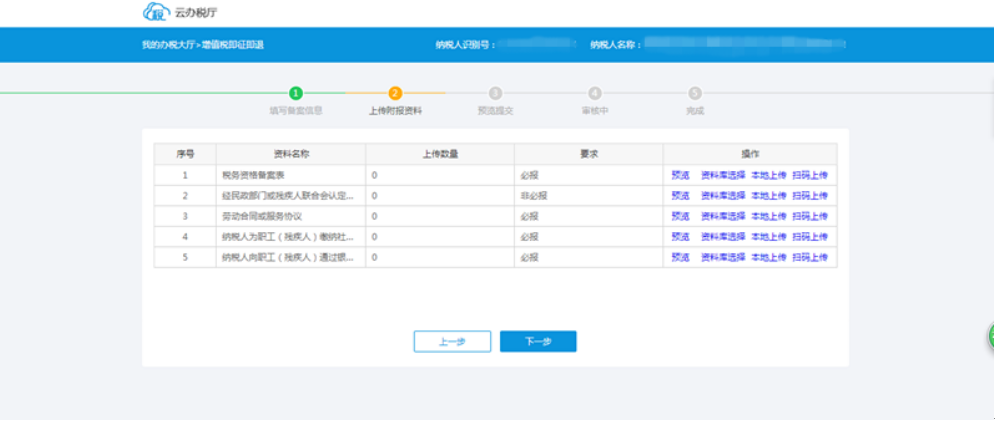 云办税厅
我的办税大厅>增值税即征即退 纳税人识别号： 纳税人名称：
1 2 3 4 5
填写备案信息 上传附报资料 预览提交 审核中 完成
序号 资料名称 上传数量 要求 操作
1 税务资格备案表 0 必报 预览 资料库选择 本地上传 扫码上传
2 经民政部门或残疾人联合会认定... 0 非必报 预览 资料库选择 本地上传 扫码上传
3 劳动合同或服务协议 0 必报 预览 资料库选择 本地上传 扫码上传
4 纳税人为职工（残疾人）缴纳社... 0 必报 预览 资料库选择 本地上传 扫码上传
5 纳税人向职工（残疾人）通过银... 0 必报 预览 资料库选择 本地上传 扫码上传
上一步 下一步